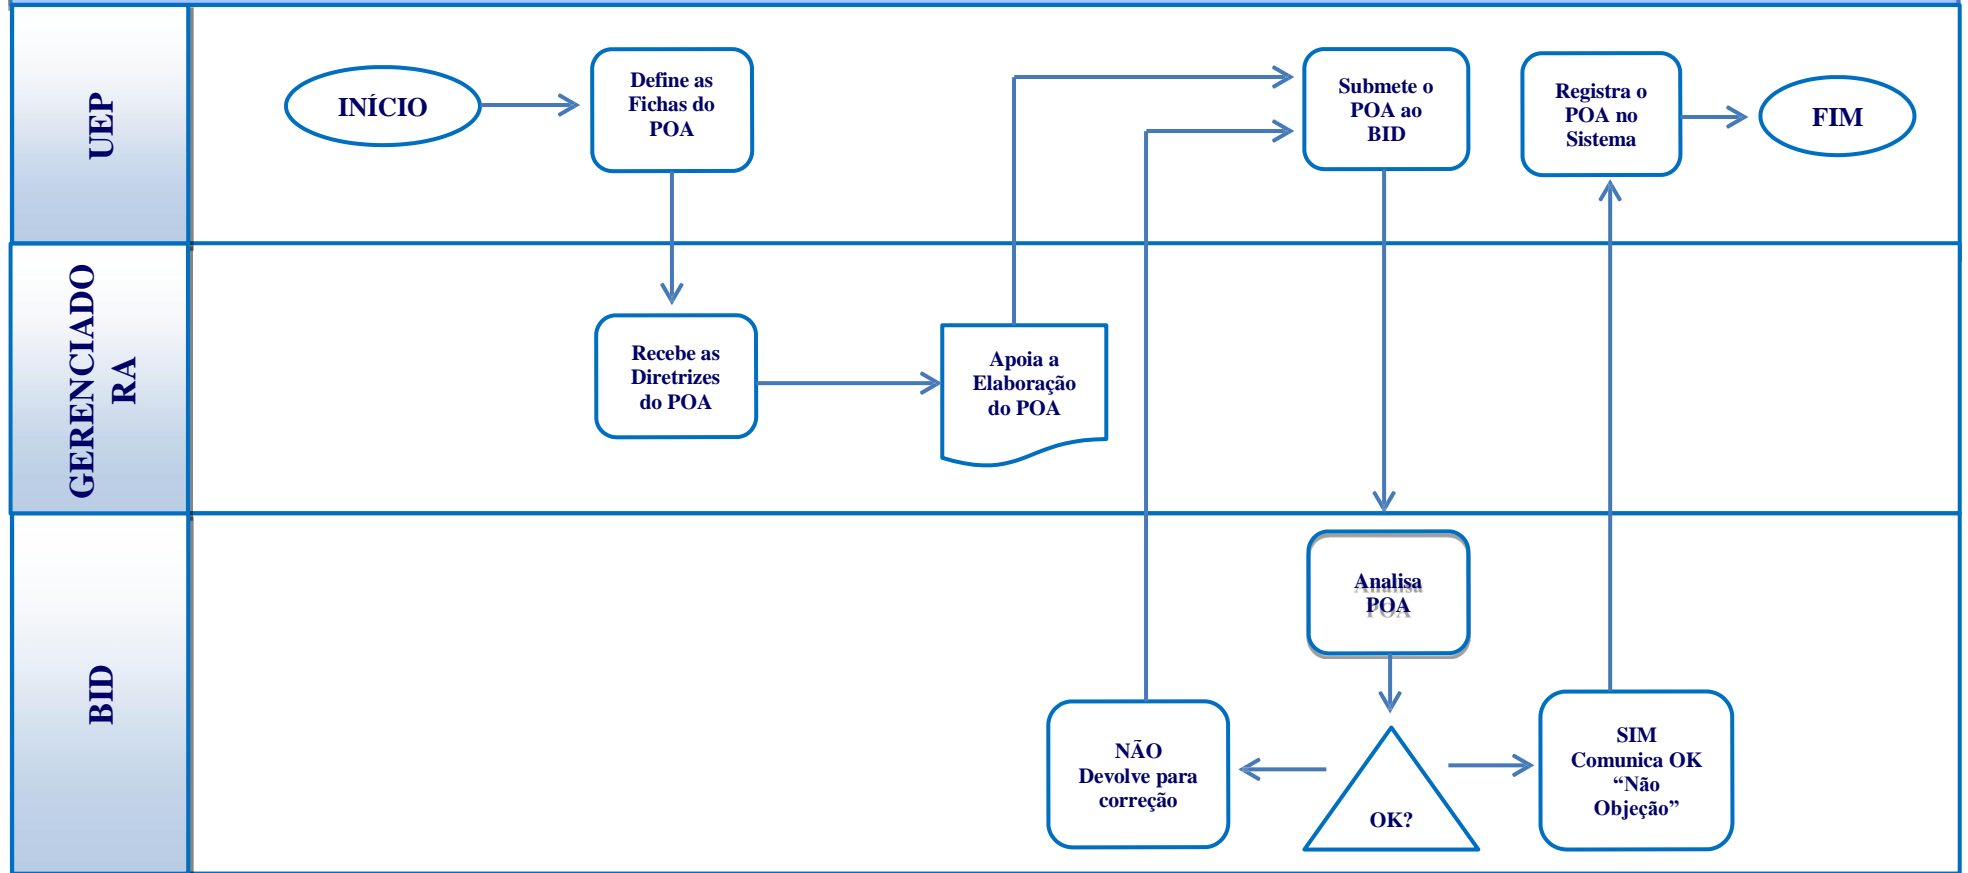 UEP
INÍCIO
Define as
Fichas do
POA
Submete o
POA ao
BID
Registra o
POA no
Sistema
FIM
GERENCIADO
RA
Recebe as
Diretrizes
do POA
Apoia a
Elaboração
do POA
BID
Analisa
POA
NÃO
Devolve para
correção
OK?
SIM
Comunica OK
“Não
Objeção”